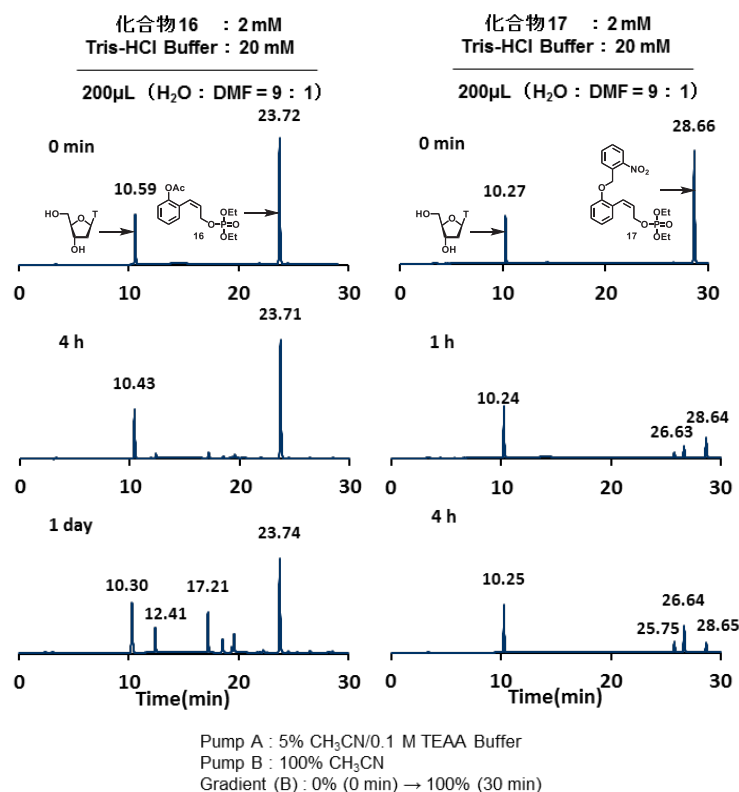 化合物16 : 2 mM
Tris-HCl Buffer : 20 mM
200μL (H2O : DMF = 9 : 1)
0 min
10.59
23.72
HO
O
T
OH
OAc
O
P
O
OEt
OEt
16
0 10 20 30
4 h
10.43
23.71
0 10 20 30
1 day
10.30
12.41
17.21
23.74
0 10 20 30
Time(min)
化合物17 : 2 mM
Tris-HCl Buffer : 20 mM
200μL (H2O : DMF = 9 : 1)
0 min
10.27
28.66
HO
O
T
OH
NO2
O
O
P
O
OEt
OEt
17
0 10 20 30
1 h
10.24
26.63
28.64
0 10 20 30
4 h
10.25
25.75
26.64
28.65
0 10 20 30
Time(min)
Pump A : 5% CH3CN/0.1 M TEAA Buffer
Pump B : 100% CH3CN
Gradient (B) : 0% (0 min) → 100% (30 min)